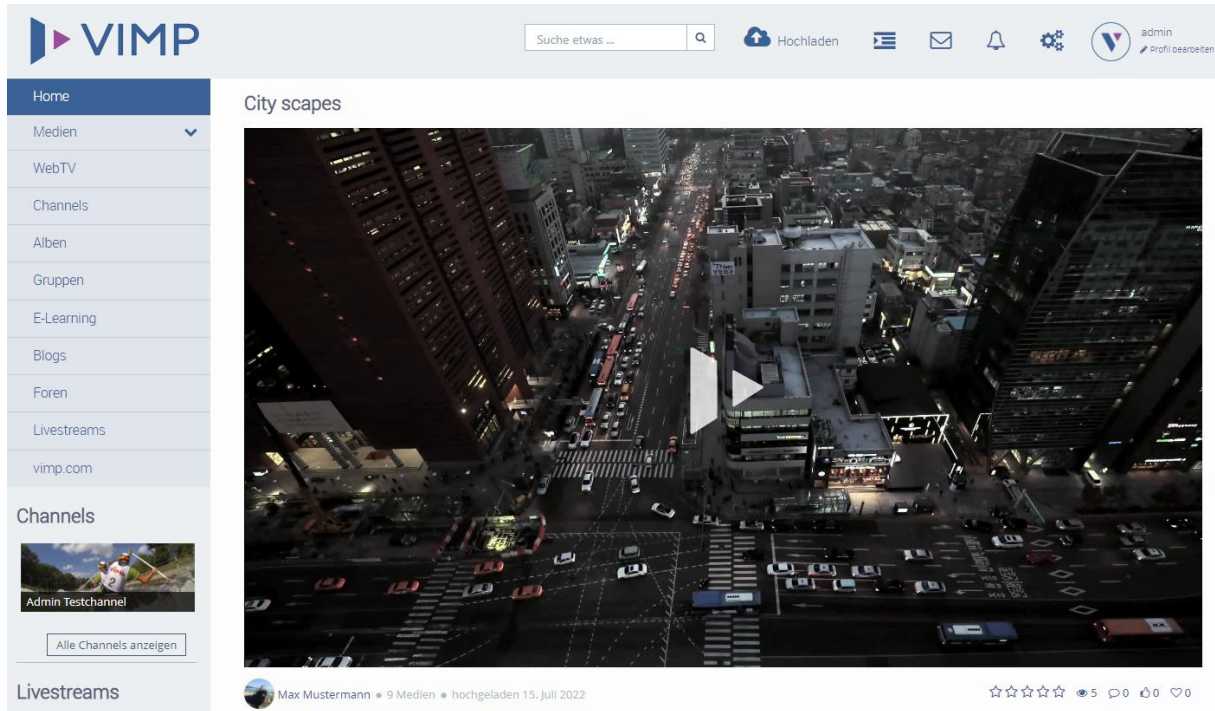 VIMP
Suche etwas ...
Hochladen
admin
Profil bearbeiten
Home
Medien
WebTV
Channels
Alben
Gruppen
E-Learning
Blogs
Foren
Livestreams
vimp.com
Channels
Admin Testchannel
Alle Channels anzeigen
Livestreams
City scapes
Max Mustermann • 9 Medien • hochgeladen 15. Juli 2022
5 0 0 0